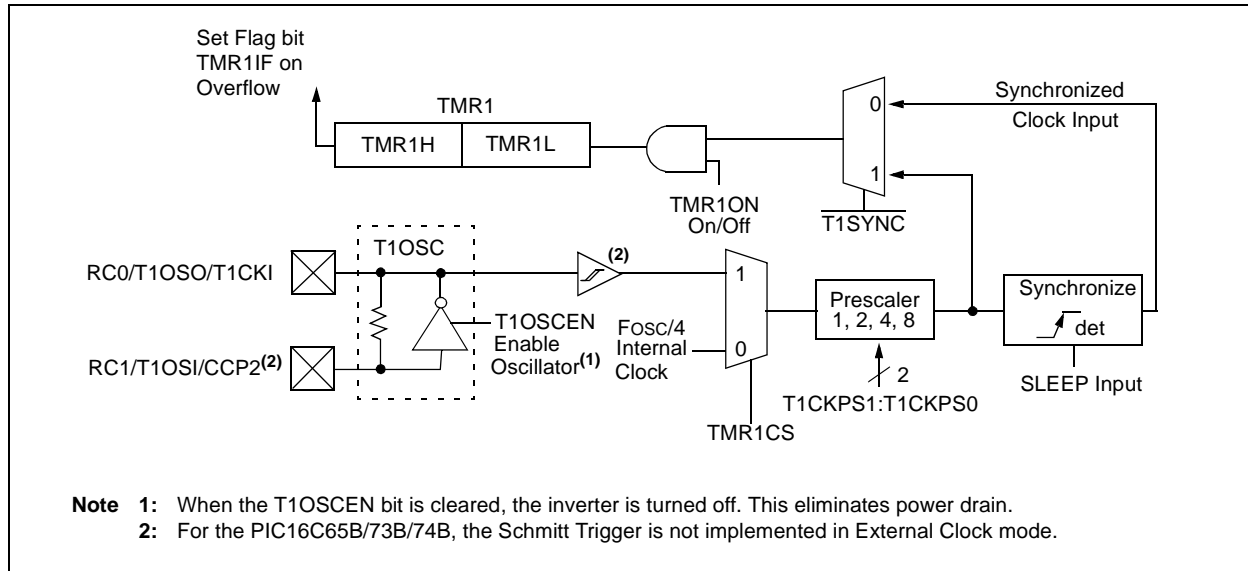 Set Flag bit
TMR1IF on
Overflow
TMR1
TMR1H
TMR1L
TMR1ON
On/Off
0
1
T1SYNC
Synchronized
Clock Input
T1OSC
RC0/T1OSO/T1CKI
(2)
RC1/T1OSI/CCP2(2)
T1OSCEN
Enable
Oscillator(1)
FOSC/4
Internal
Clock
1
0
TMR1CS
Prescaler
1, 2, 4, 8
2
T1CKPS1:T1CKPS0
Synchronize
det
SLEEP Input
Note 1: When the T1OSCEN bit is cleared, the inverter is turned off. This eliminates power drain.
2: For the PIC16C65B/73B/74B, the Schmitt Trigger is not implemented in External Clock mode.